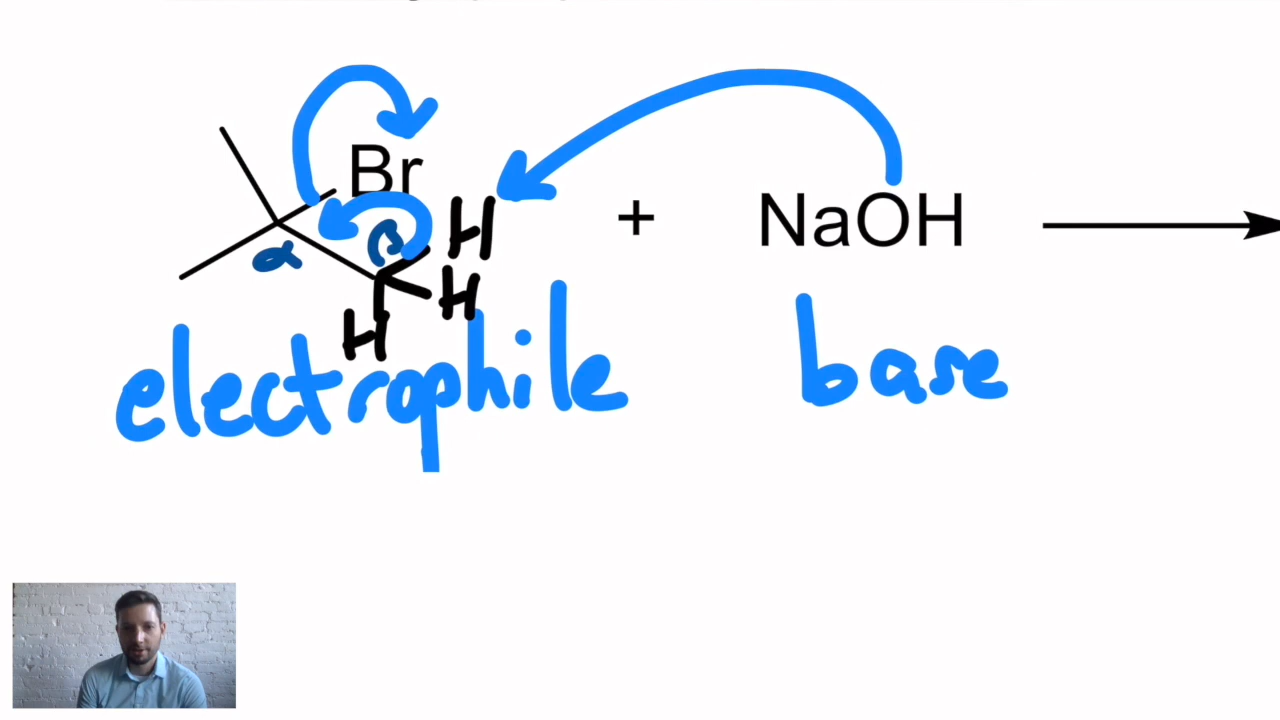 Br
H
+
NaOH
α
β
H
H
electrophile
base